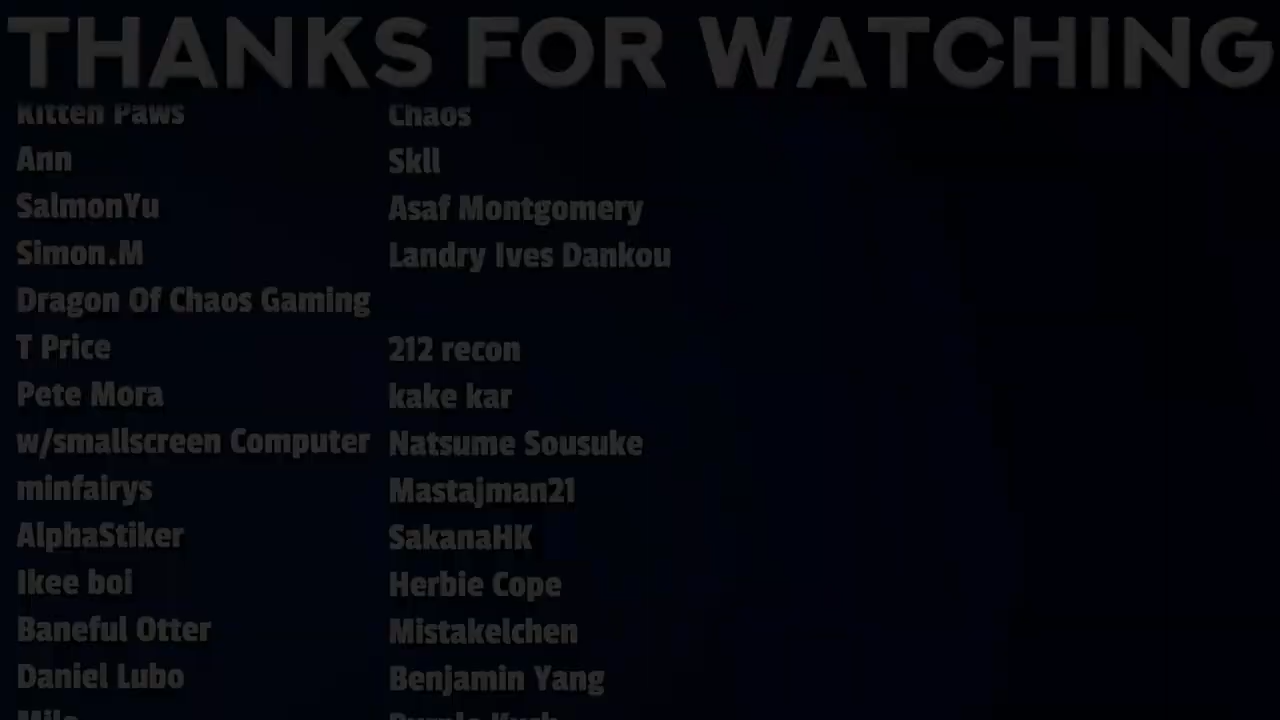 THANKS FOR WATCHING
Kitten Paws
Ann
SalmonYu
Simon.M
Dragon Of Chaos Gaming
T Price
Pete Mora
w/smallscreen Computer
minfairys
AlphaStiker
Ikee boi
Baneful Otter
Daniel Lubo
Chaos
Skll
Asaf Montgomery
Landry Ives Dankou
212 recon
kake kar
Natsume Sousuke
Mastajman21
SakanaHK
Herbie Cope
Mistakelchen
Benjamin Yang